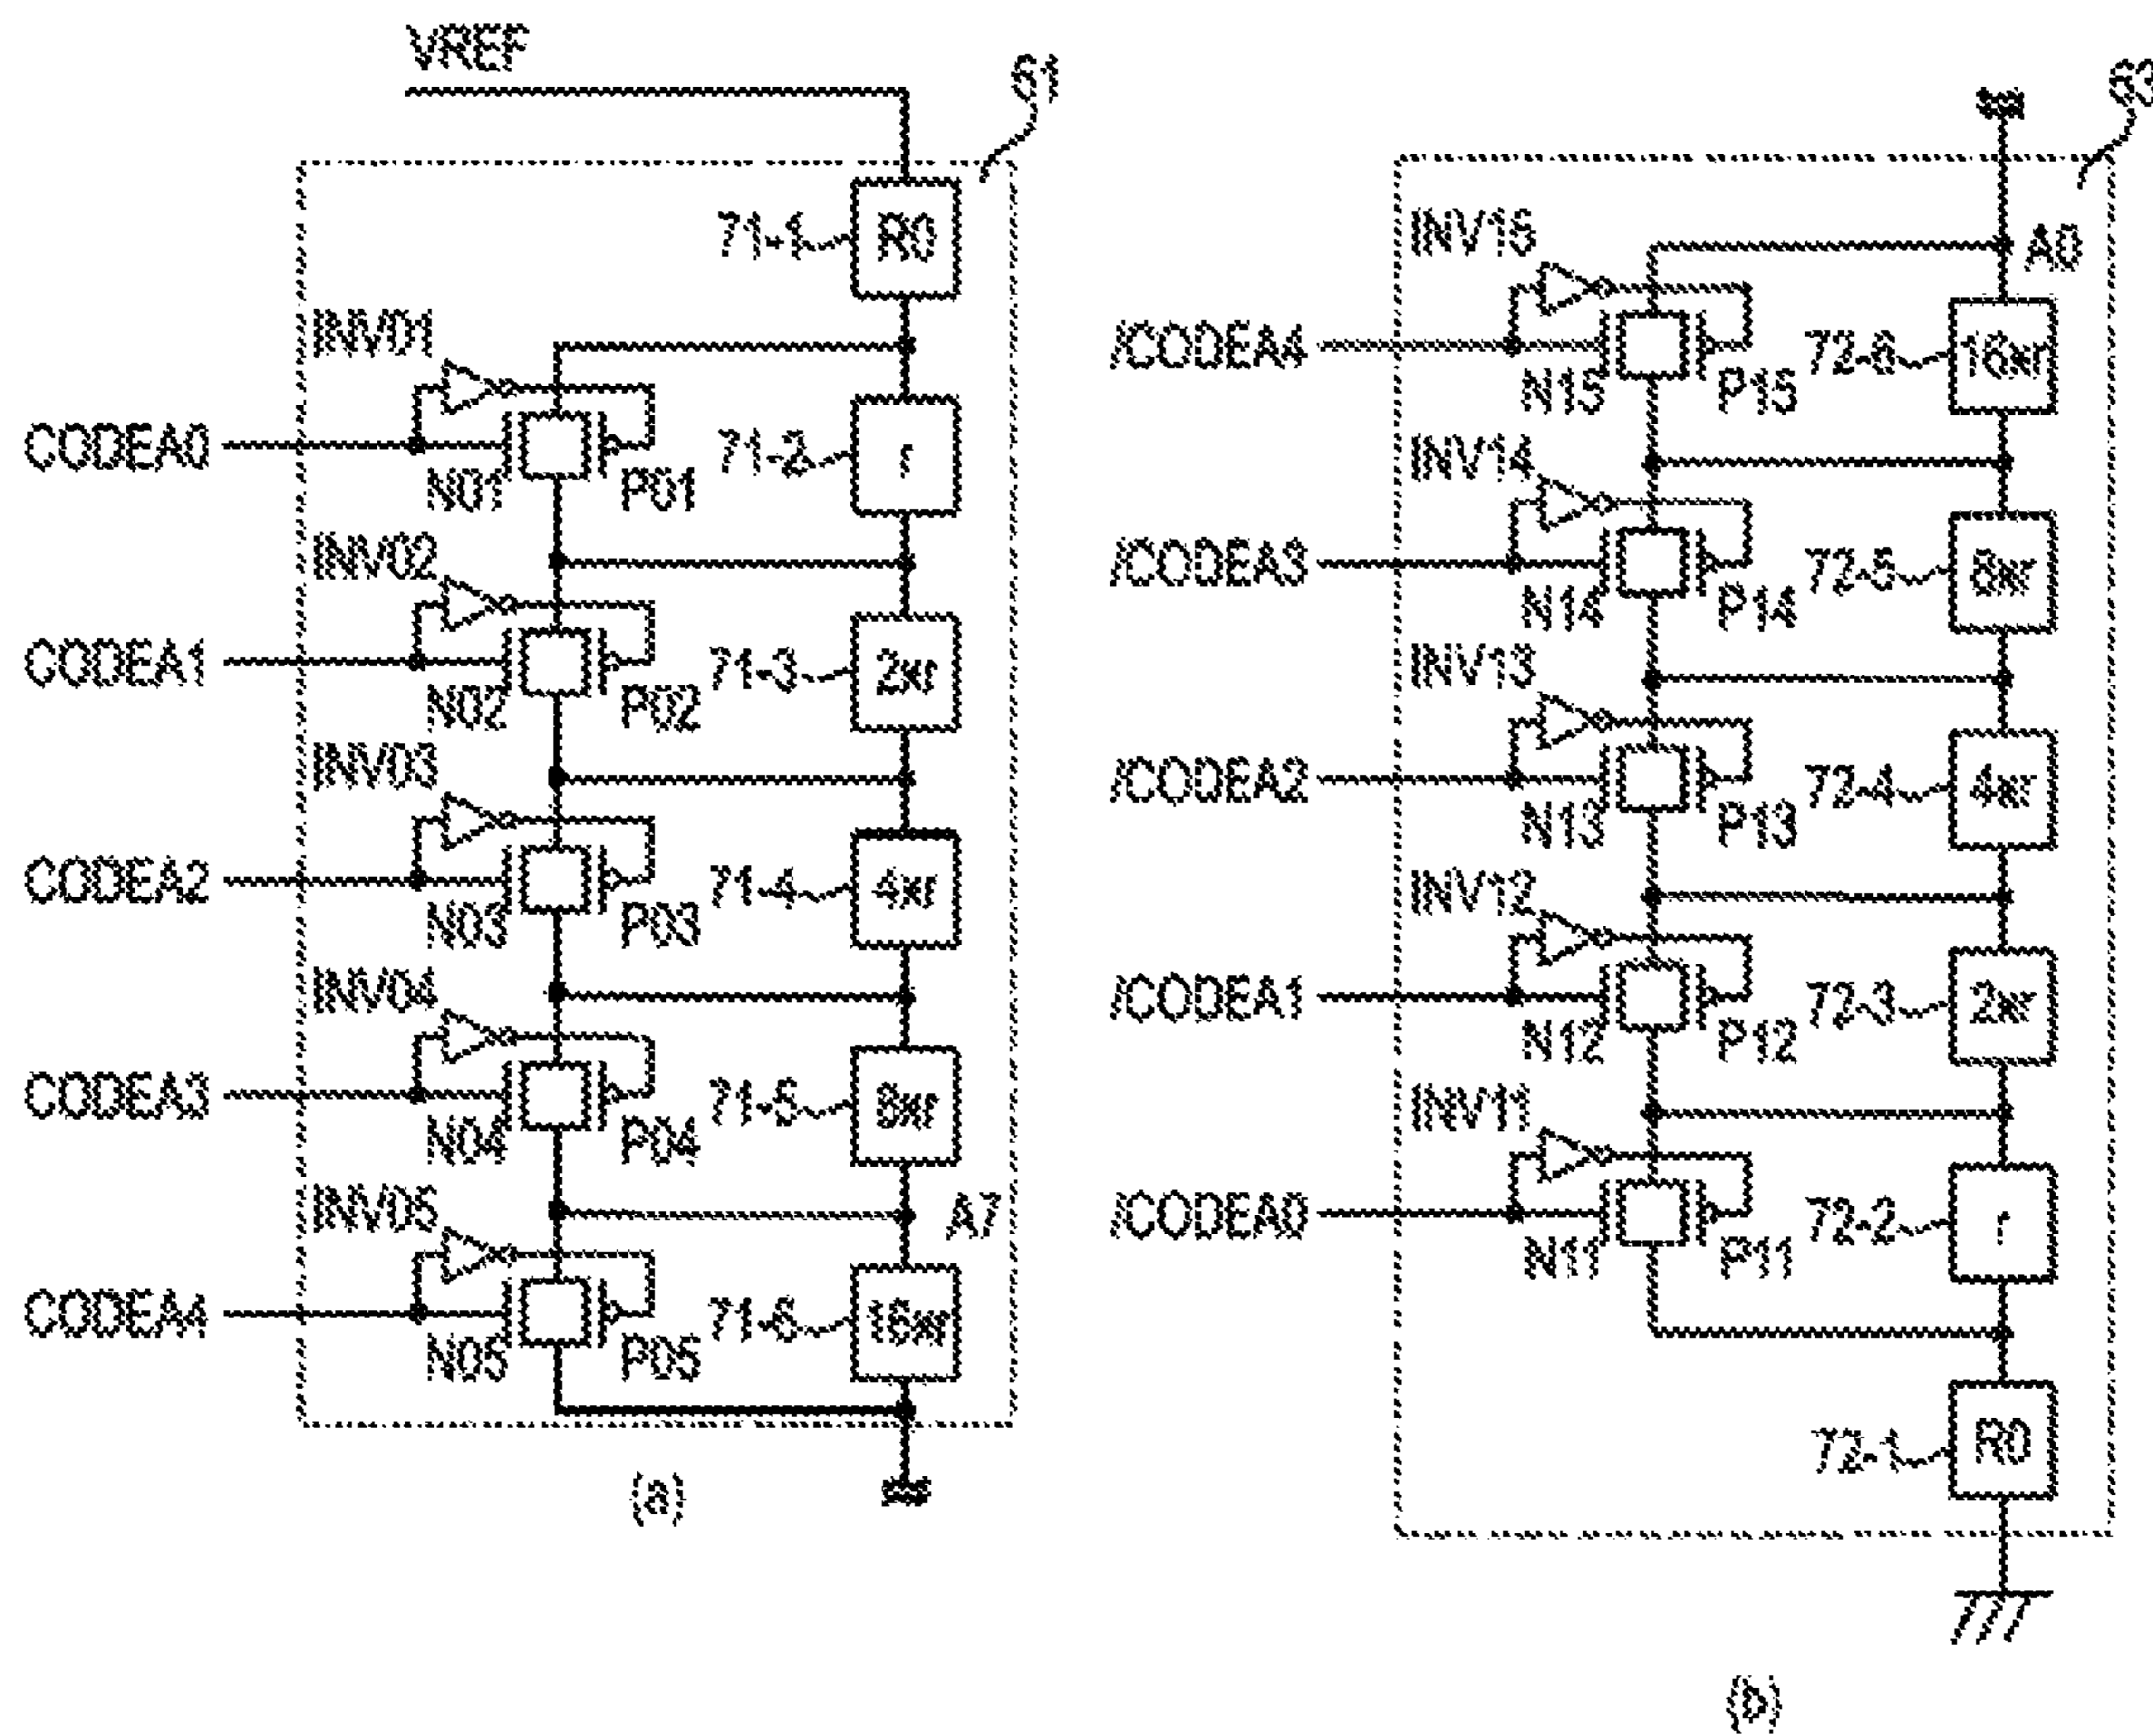 VREF
61
71-1
R0
INV01
CODEA0
N01
P01
71-2
r
INV02
CODEA1
N02
P02
71-3
2xr
INV03
CODEA2
N03
P03
71-4
4xr
INV04
CODEA3
N04
P04
71-5
8xr
A7
INV05
CODEA4
N05
P05
71-6
16xr
(a)
63
A0
INV15
/CODEA4
N15
P15
72-6
16xr
INV14
/CODEA3
N14
P14
72-5
8xr
INV13
/CODEA2
N13
P13
72-4
4xr
INV12
/CODEA1
N12
P12
72-3
2xr
INV11
/CODEA0
N11
P11
72-2
r
72-1
R0
(b)